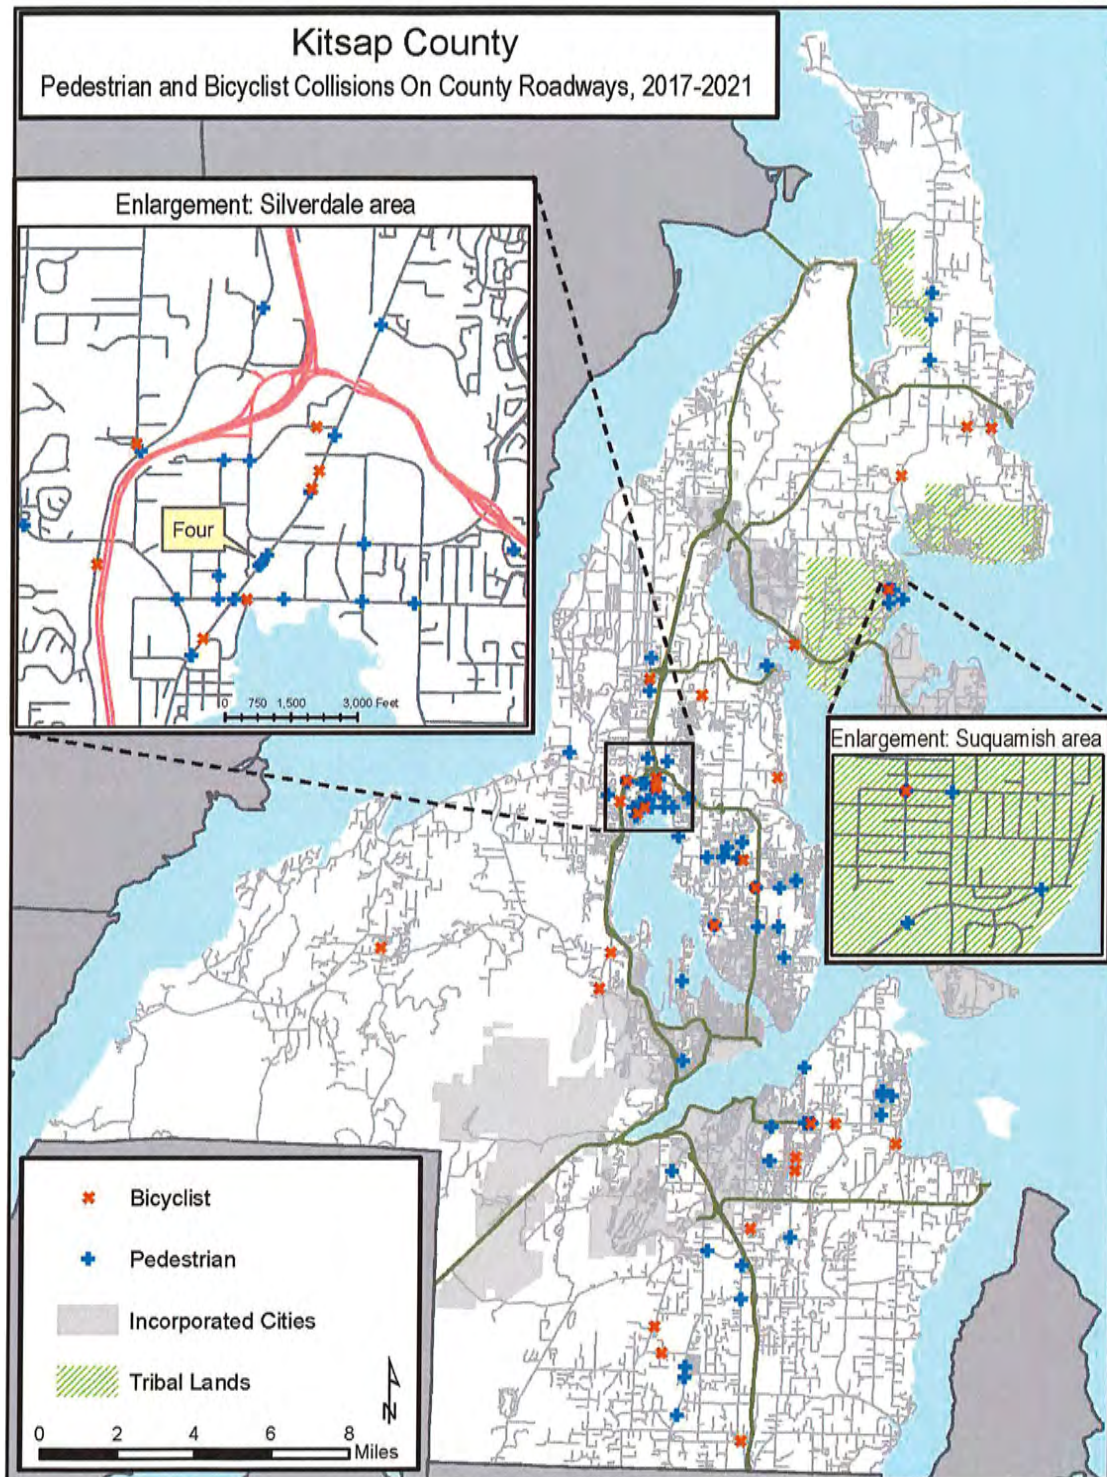 Kitsap County
Pedestrian and Bicyclist Collisions On County Roadways, 2017-2021
Enlargement: Silverdale area
Four
0 750 1,500 3,000 Feet
Enlargement: Suquamish area
Bicyclist
Pedestrian
Incorporated Cities
Tribal Lands
N
0 2 4 6 8
Miles